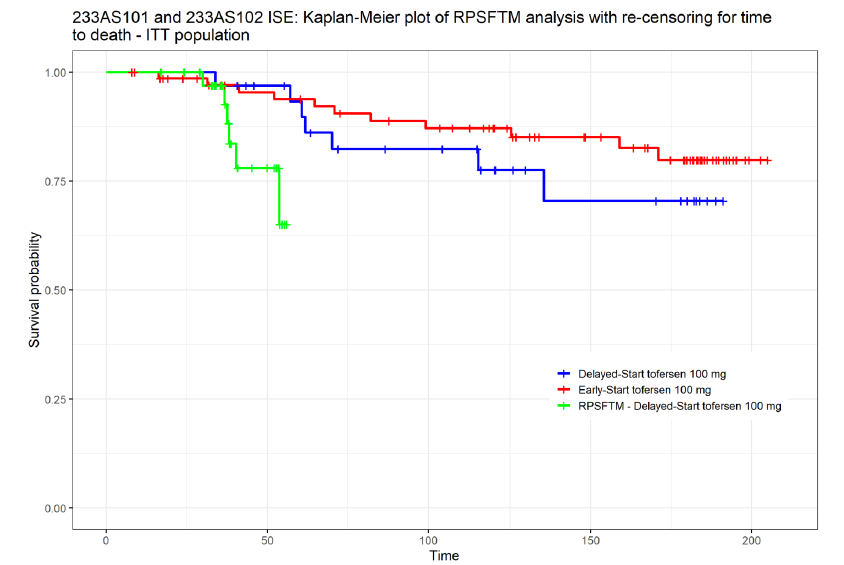 233AS101 and 233AS102 ISE: Kaplan-Meier plot of RPSFTM analysis with re-censoring for time
to death - ITT population
1.00
0.75
0.50
0.25
0.00
Survival probability
Delayed-Start tofersen 100 mg
Early-Start tofersen 100 mg
RPSFTM - Delayed-Start tofersen 100 mg
0 50 100 150 200
Time